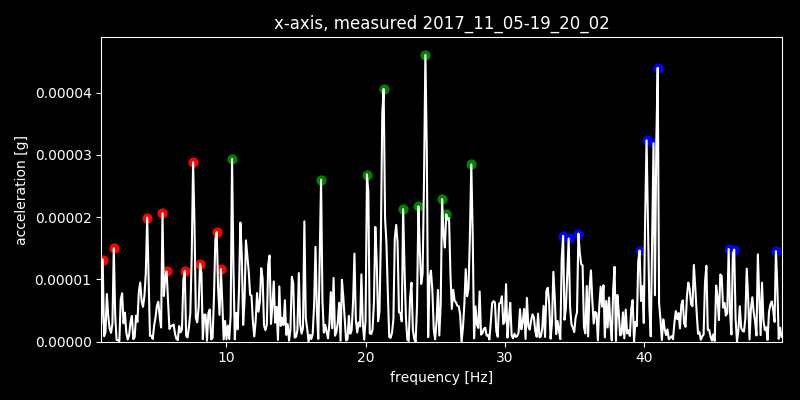 x-axis, measured 2017_11_05-19_20_02
0.00004
0.00003
0.00002
0.00001
0.00000
acceleration [g]
10 20 30 40
frequency [Hz]